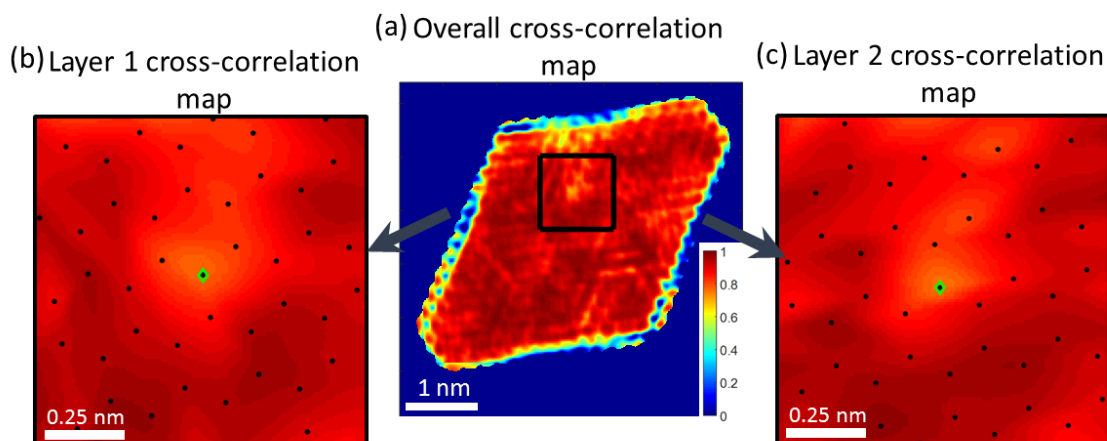 (a) Overall cross-correlation
map
(b) Layer 1 cross-correlation
map
(c) Layer 2 cross-correlation
map
1
0.8
0.6
0.4
0.2
0
1 nm
0.25 nm
0.25 nm